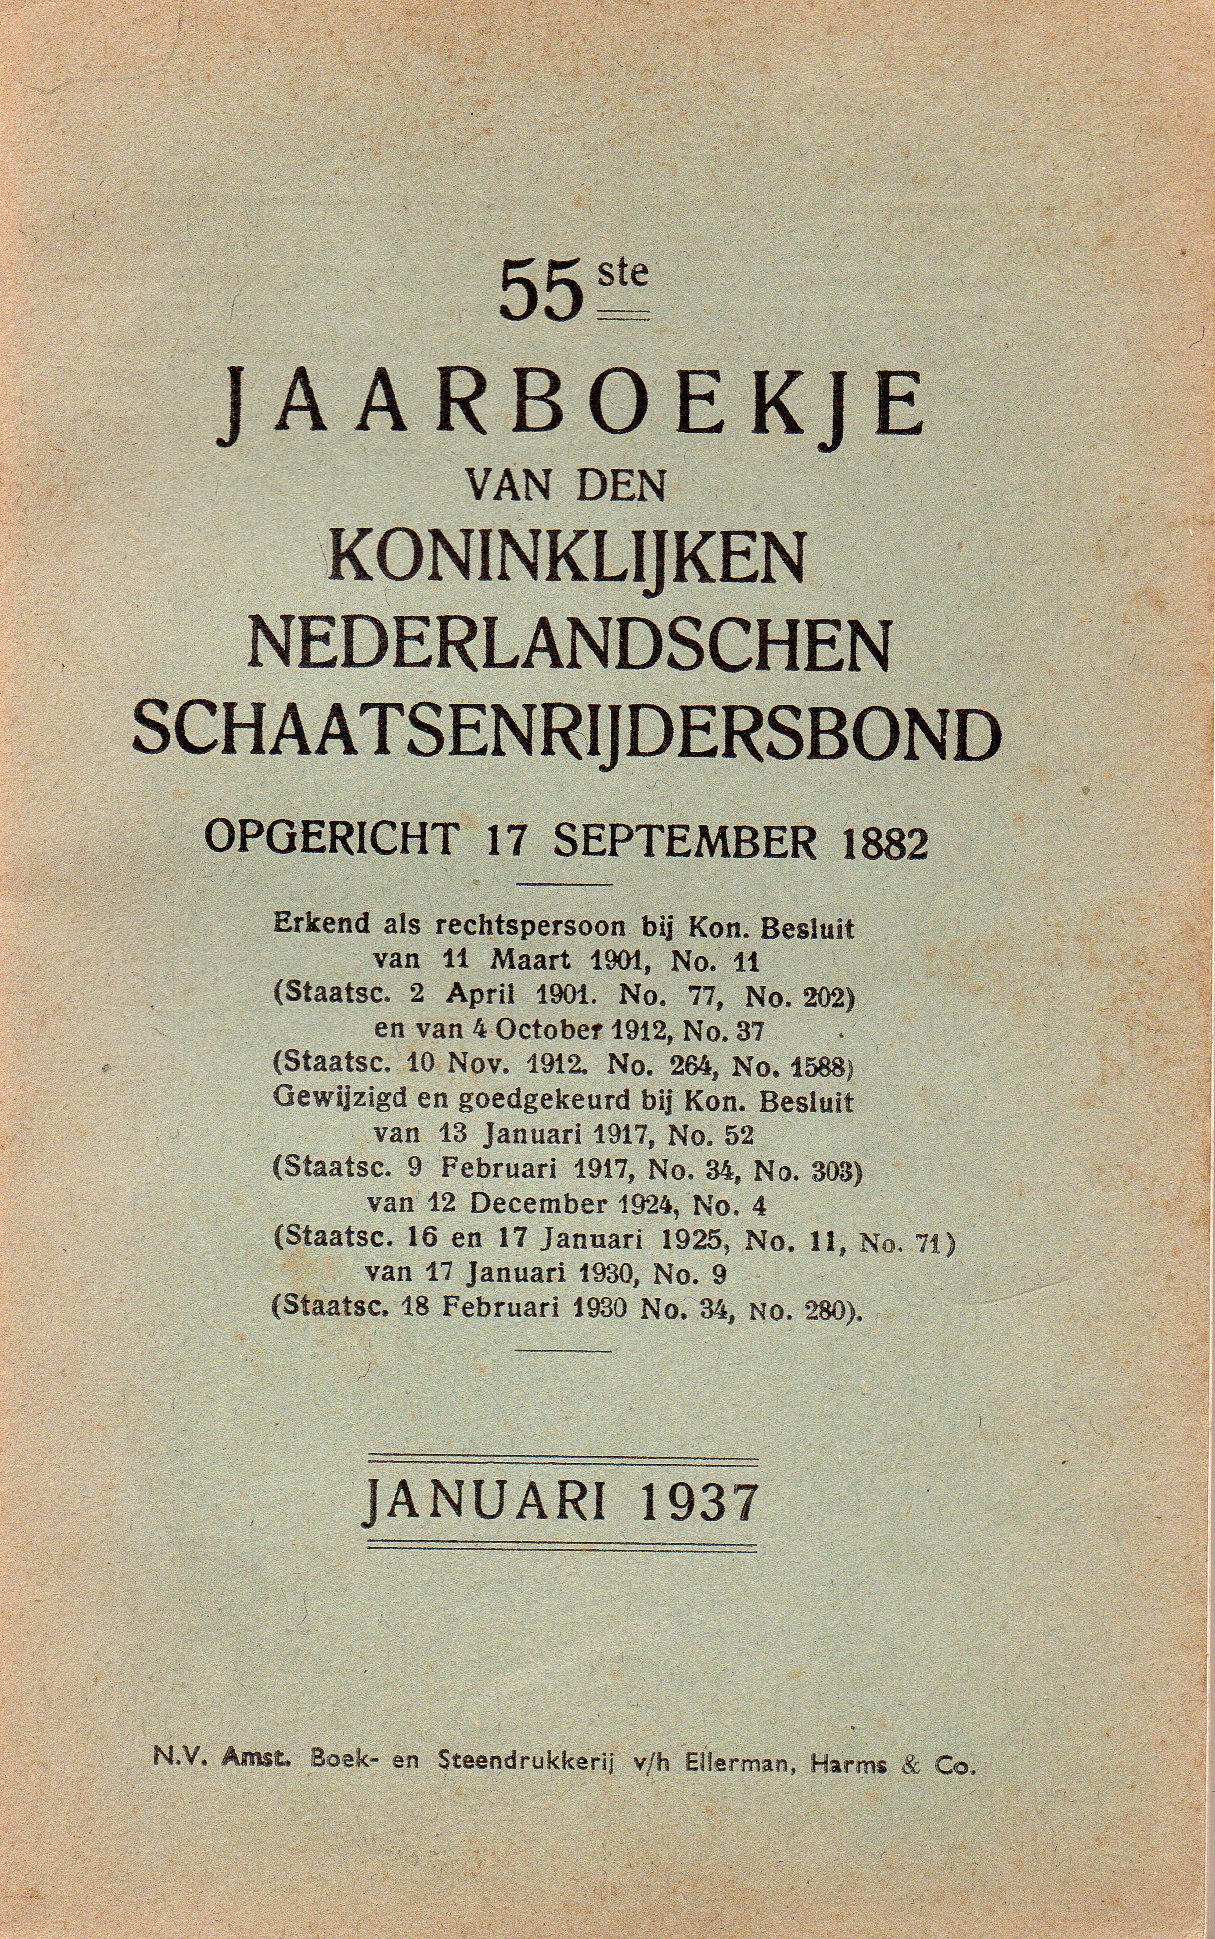 55ste
JAARBOEKJE
VAN DEN
KONINKLIJKEN
NEDERLANDSCHEN
SCHAATSENRIJDERSBOND
OPGERICHT 17 SEPTEMBER 1882
Erkend als rechtspersoon bij Kon. Besluit
van 11 Maart 1901, No. 11
(Staatsc. 2 April 1901. No. 77, No. 202)
en van 4 October 1912, No. 37
(Staatsc. 10 Nov. 1912. No. 264, No. 1588)
Gewijzigd en goedgekeurd bij Kon. Besluit
van 13 Januari 1917, No. 52
(Staatsc. 9 Februari 1917, No. 34, No. 303)
van 12 December 1924, No. 4
(Staatsc. 16 en 17 Januari 1925, No. 11, No. 71)
van 17 Januari 1930, No. 9
(Staatsc. 18 Februari 1930 No. 34, No. 280).
JANUARI 1937
N.V. Amst. Boek- en Steendrukkerij v/h Ellerman, Harms & Co.